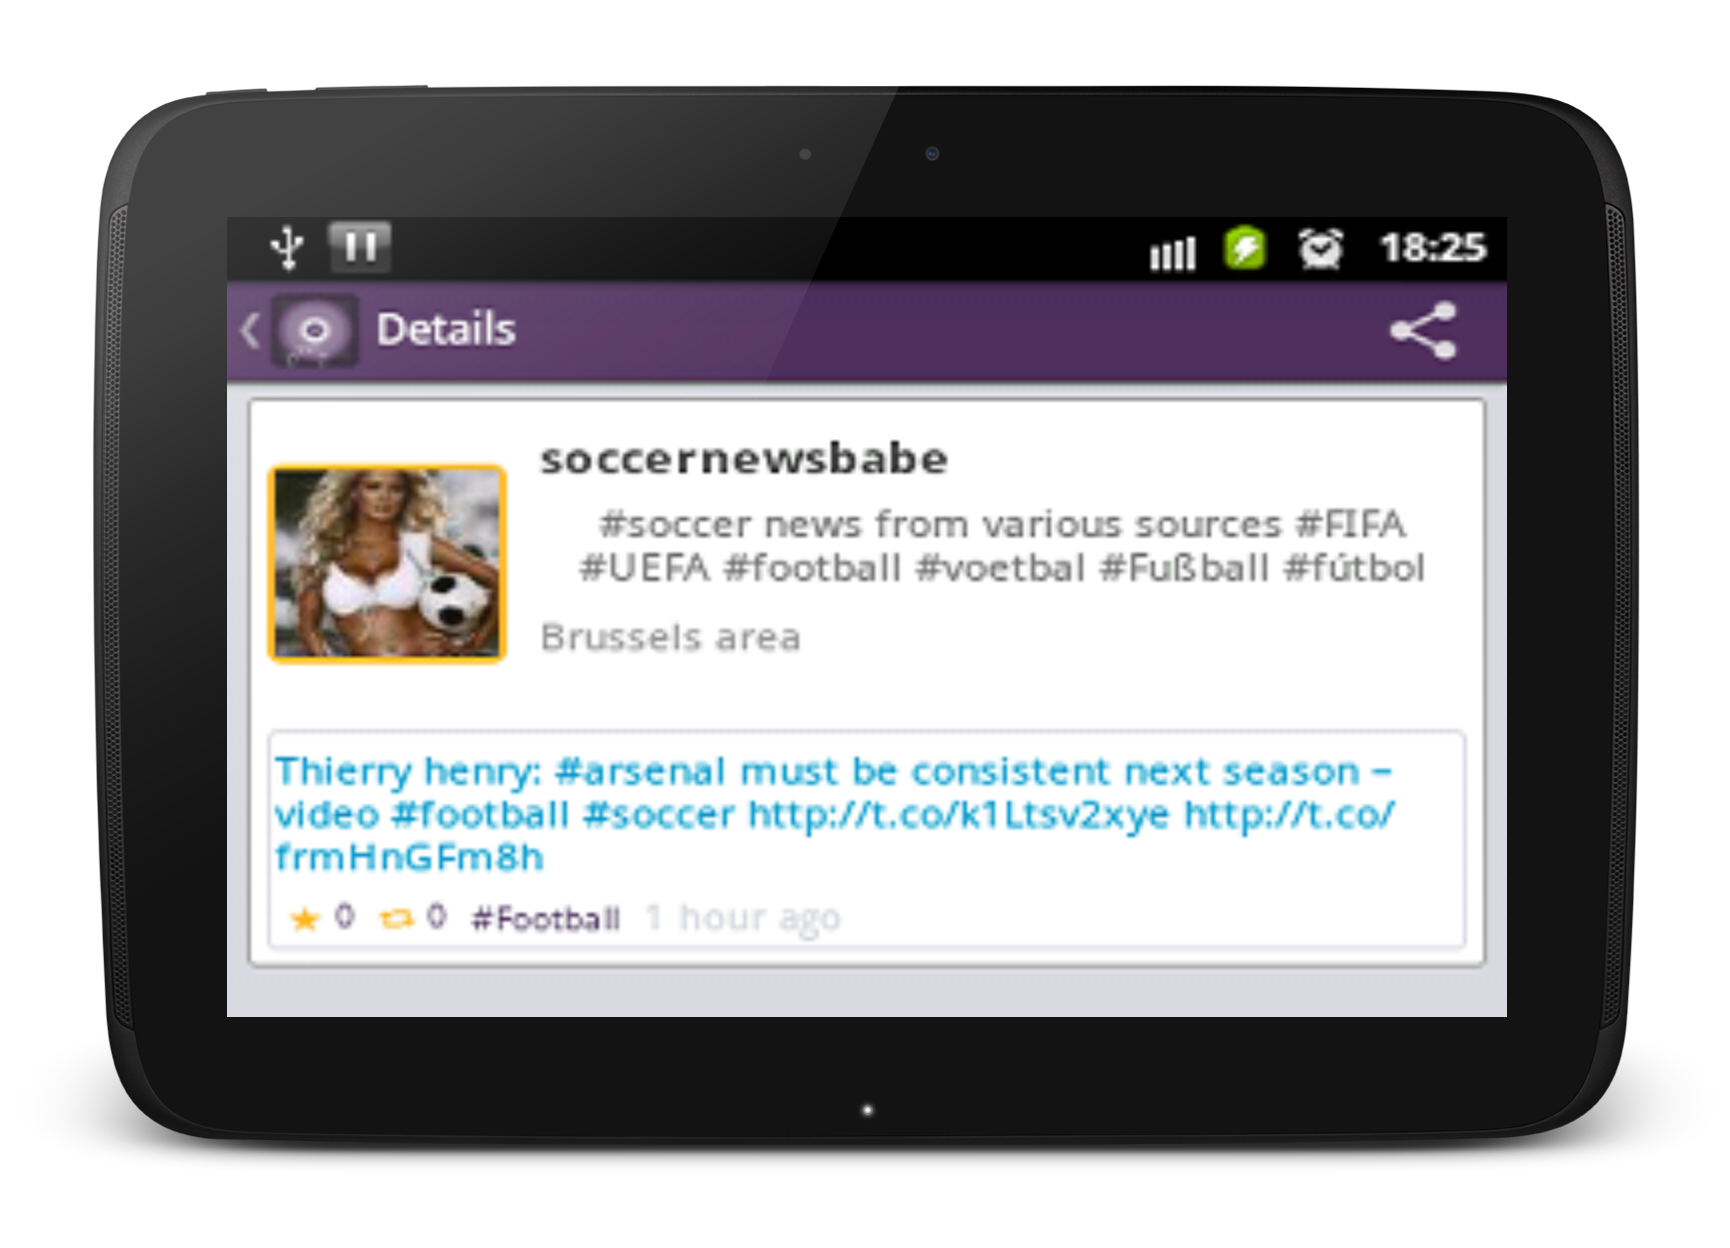 18:25
Details
soccernewsbabe
#soccer news from various sources #FIFA
#UEFA #football #voetbal #Fußball #fútbol
Brussels area
Thierry henry: #arsenal must be consistent next season –
video #football #soccer http://t.co/k1Ltsv2xye http://t.co/
frmHnGFm8h
0 0 #Football 1 hour ago